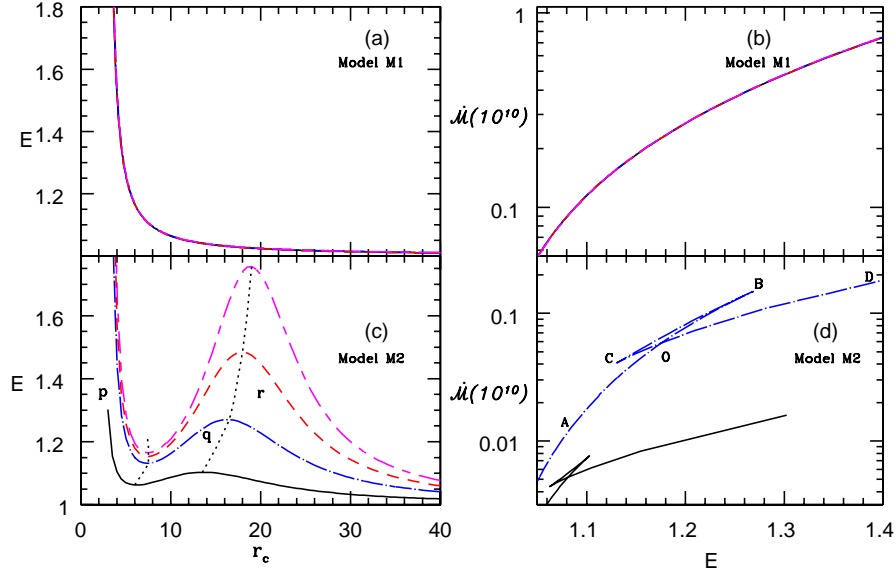 1.8
1.6
E
1.4
1.2
(a)
Model M1
1
Ṁ(10¹⁰)
0.1
(b)
Model M1
1.6
E
1.4
1.2
1
0
10
20
30
40
r_c
p
q
r
(c)
Model M2
0.1
Ṁ(10¹⁰)
0.01
A
B
C
O
D
(d)
Model M2
1.1
1.2
1.3
1.4
E